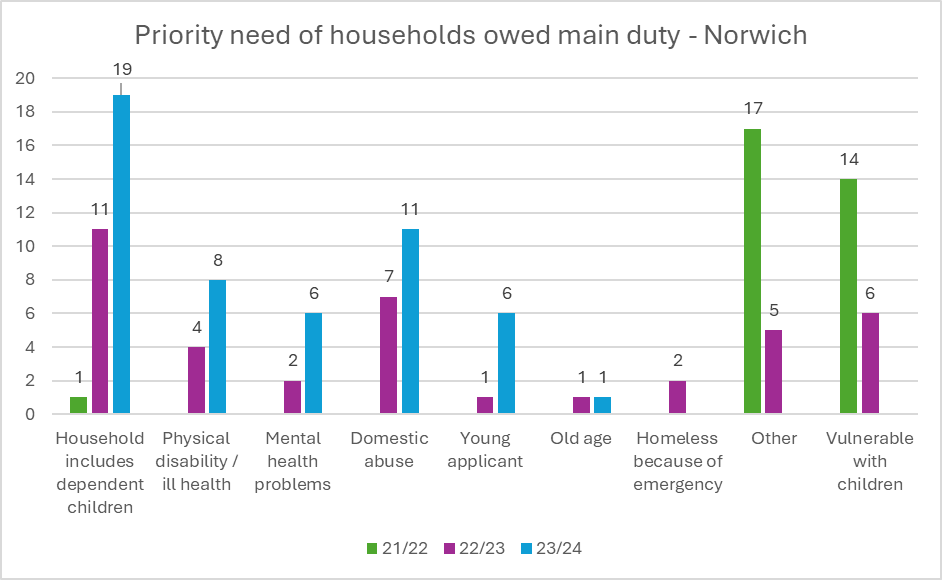 Priority need of households owed main duty - Norwich
20
18
16
14
12
10
8
6
4
2
0
1
11
19
4
8
2
6
7
11
1
6
1
1
2
17
5
14
6
Household
includes
dependent
children
Physical
disability /
ill health
Mental
health
problems
Domestic
abuse
Young
applicant
Old age
Homeless
because of
emergency
Other
Vulnerable
with
children
21/22
22/23
23/24